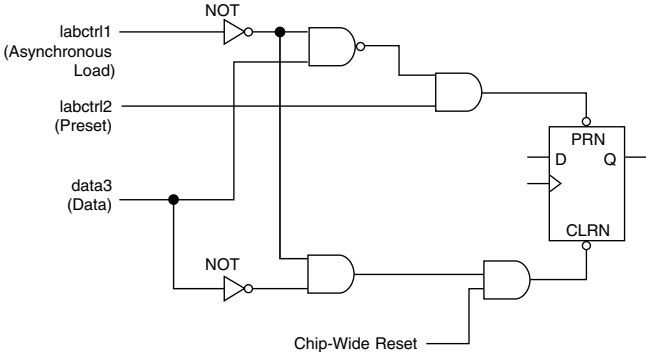 NOT
labctrl1
(Asynchronous
Load)
labctrl2
(Preset)
PRN
D Q
data3
(Data)
CLRN
NOT
Chip-Wide Reset